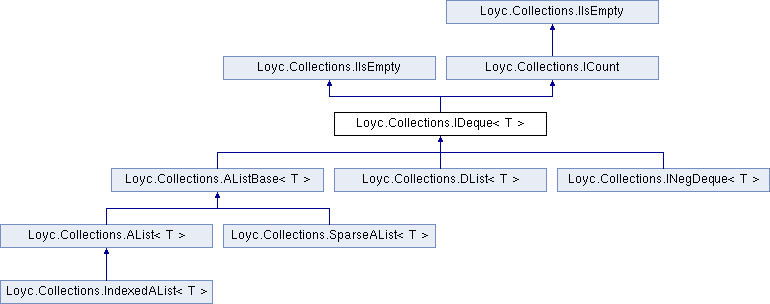 Loyc.Collections.IIsEmpty
Loyc.Collections.IIsEmpty
Loyc.Collections.ICount
Loyc.Collections.IDeque< T >
Loyc.Collections.AListBase< T >
Loyc.Collections.DList< T >
Loyc.Collections.INegDeque< T >
Loyc.Collections.AList< T >
Loyc.Collections.SparseAList< T >
Loyc.Collections.IndexedAList< T >